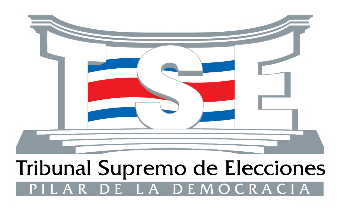 TSE
Tribunal Supremo de Elecciones
PILAR DE LA DEMOCRACIA